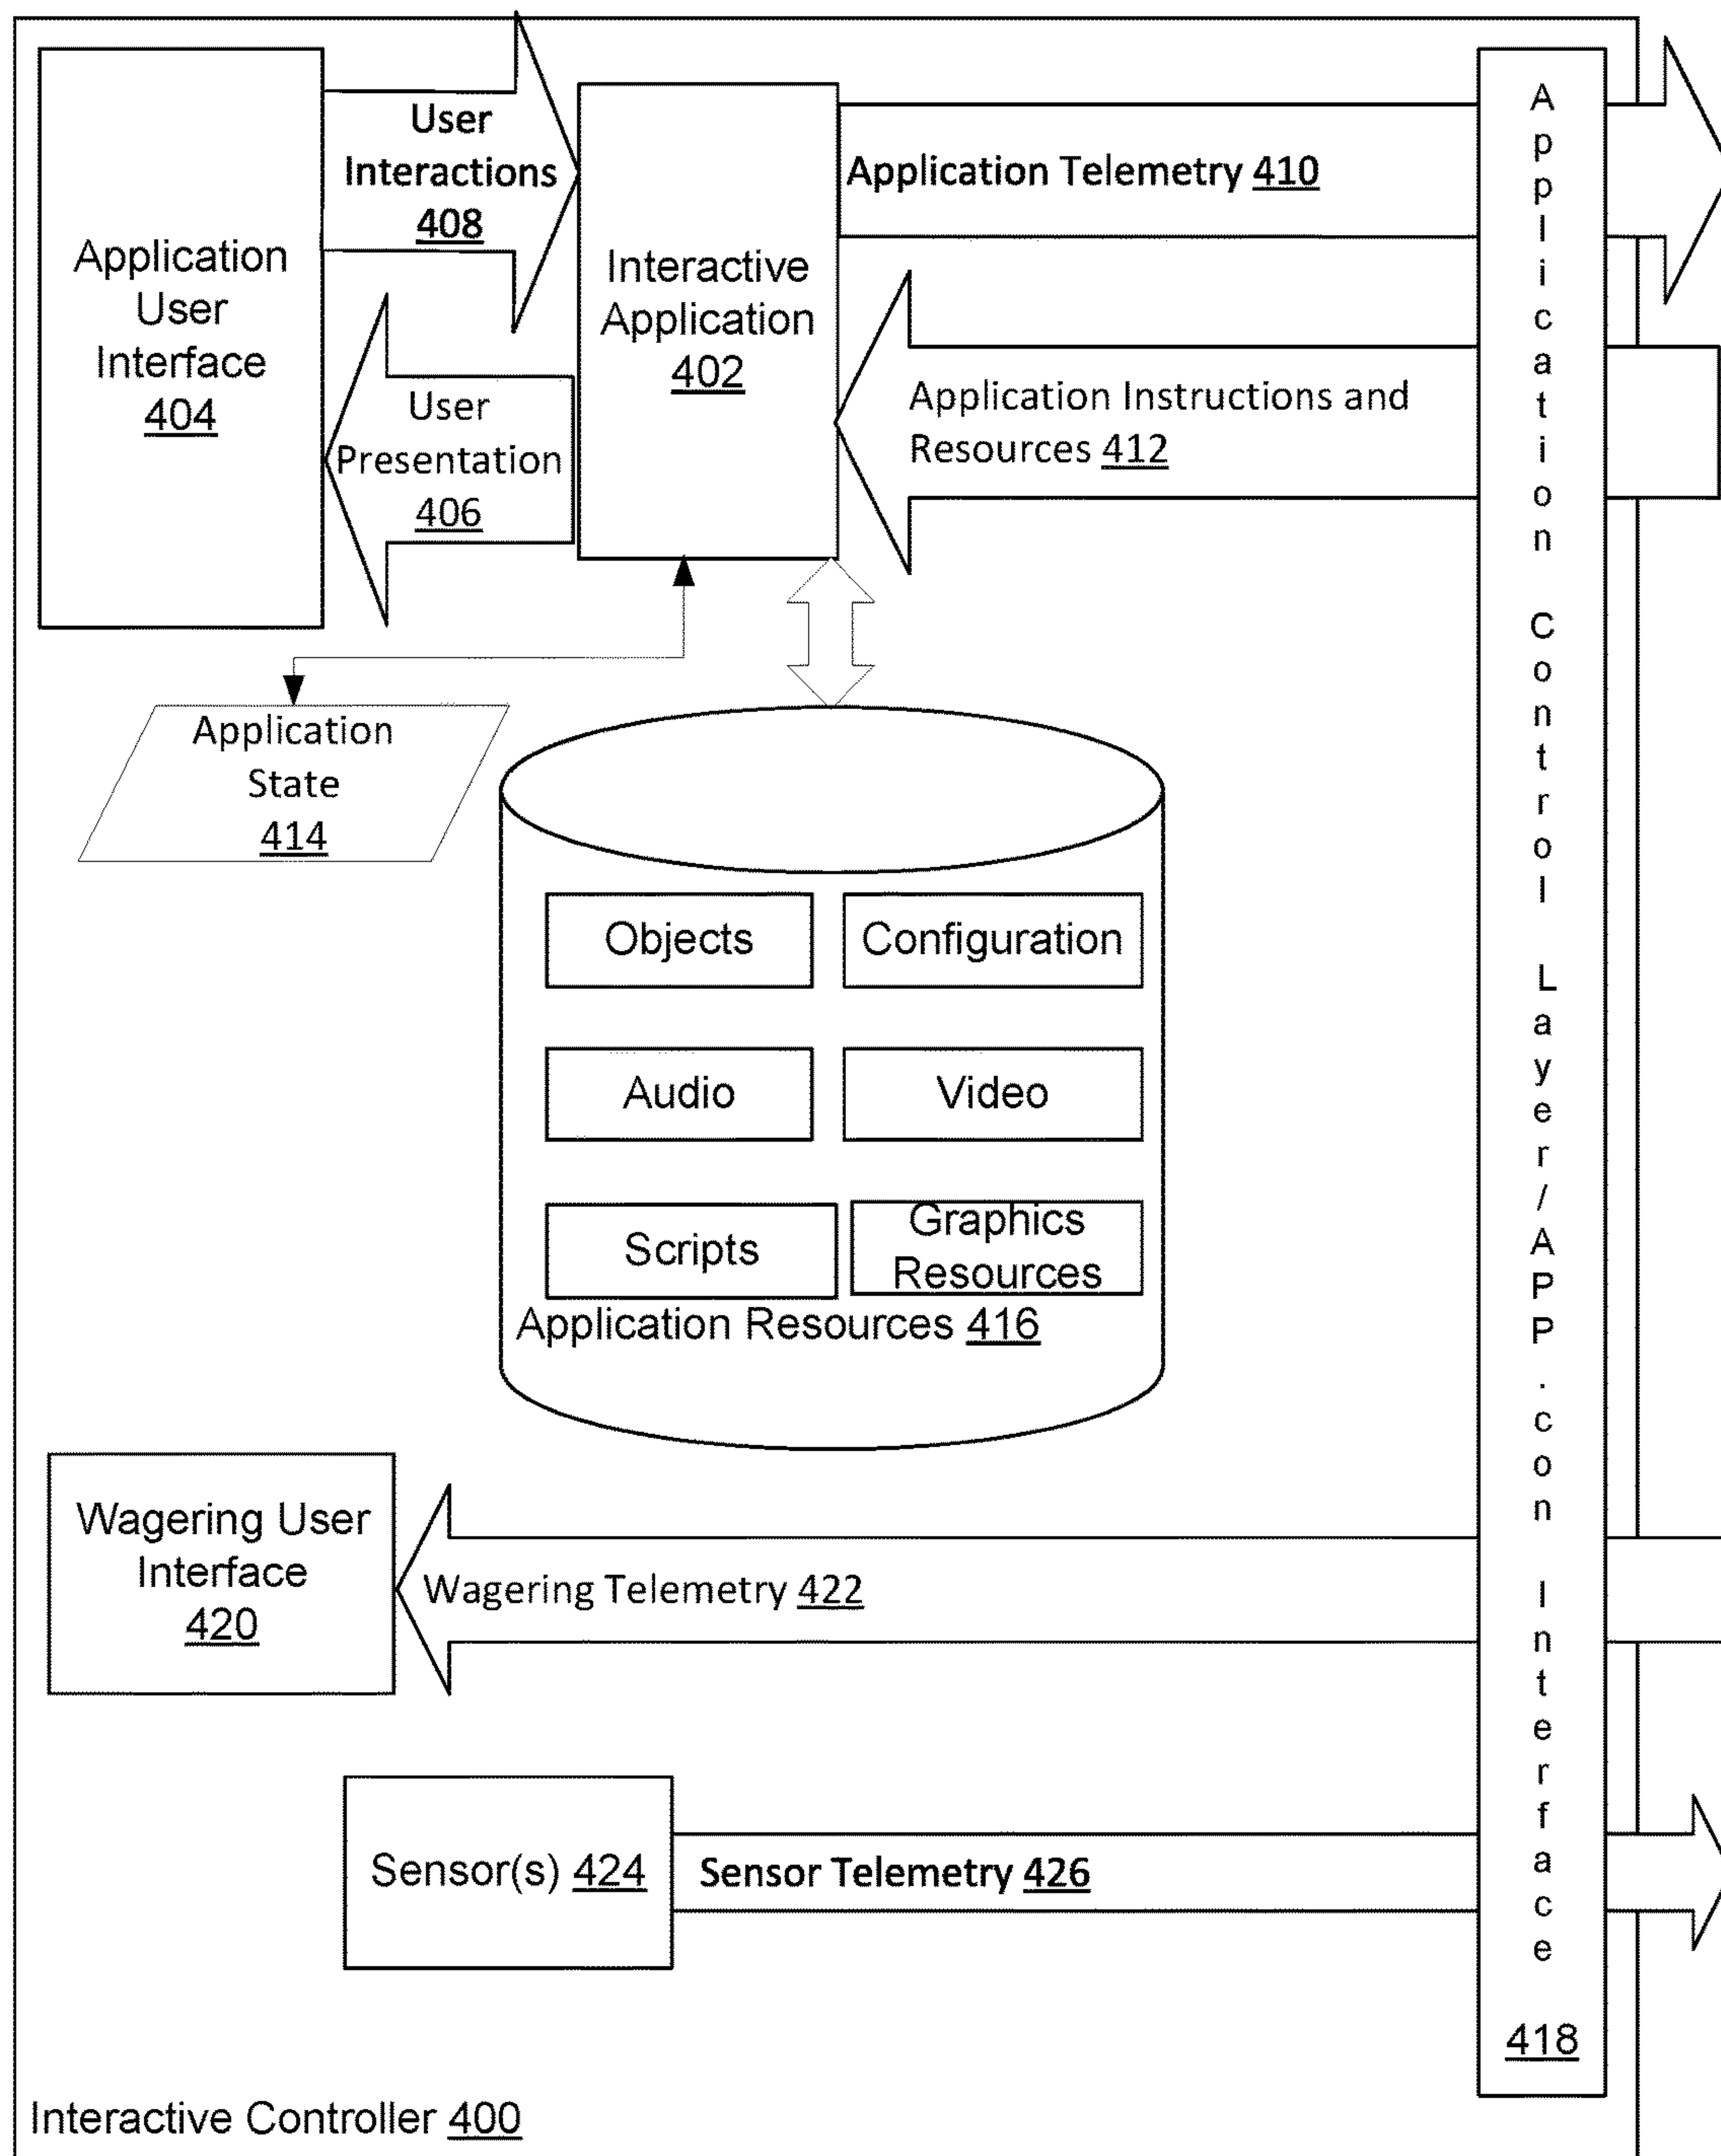 Application
User
Interface
404
User
Interactions
408
User
Presentation
406
Interactive
Application
402
Application Telemetry 410
Application Instructions and
Resources 412
Application
State
414
Objects
Configuration
Audio
Video
Scripts
Graphics
Resources
Application Resources 416
Wagering User
Interface
420
Wagering Telemetry 422
Sensor(s) 424
Sensor Telemetry 426
Application Control Layer/APP.con Interface
418
Interactive Controller 400